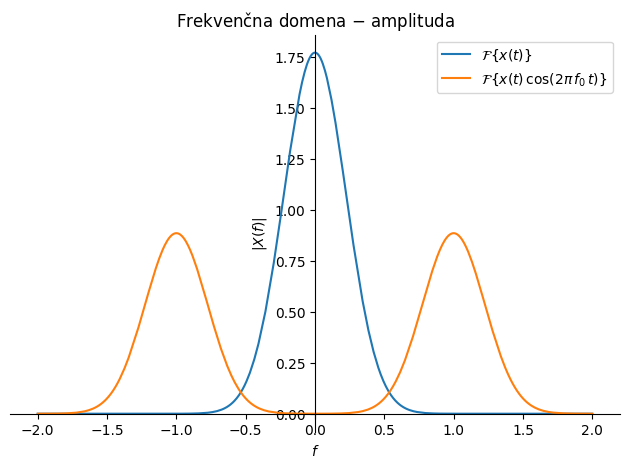 Frekvenčna domena − amplituda
ℱ{x(t)}
ℱ{x(t) cos(2π f₀ t)}
|X(f)|
1.75
1.50
1.25
1.00
0.75
0.50
0.25
0.00
−2.0 −1.5 −1.0 −0.5 0.0 0.5 1.0 1.5 2.0
f